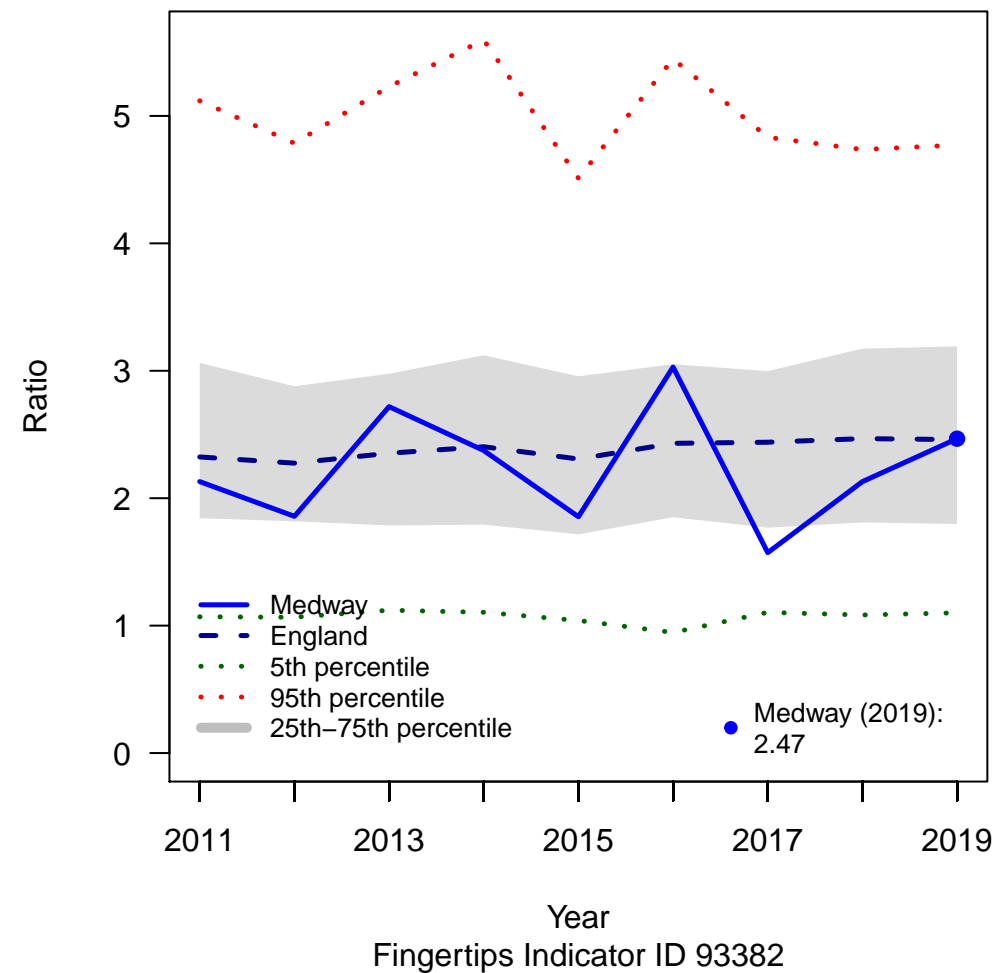 5
4
3
2
1
0
Ratio
Medway
England
5th percentile
95th percentile
25th−75th percentile
Medway (2019):
2.47
2011 2013 2015 2017 2019
Year
Fingertips Indicator ID 93382